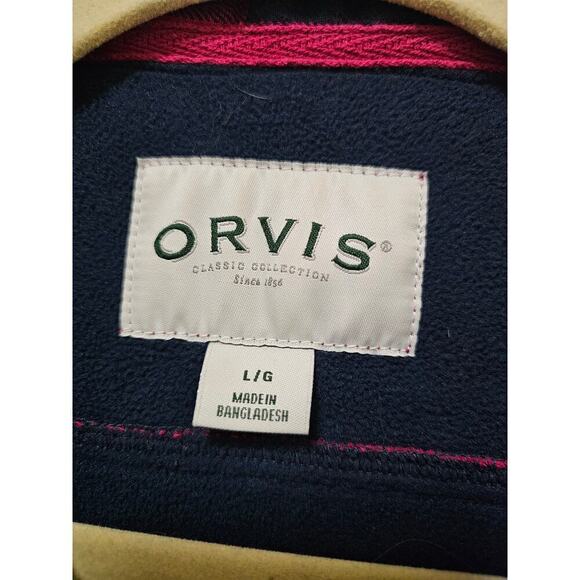 ORVIS®
CLASSIC COLLECTION
Since 1856
L/G
MADE IN
BANGLADESH